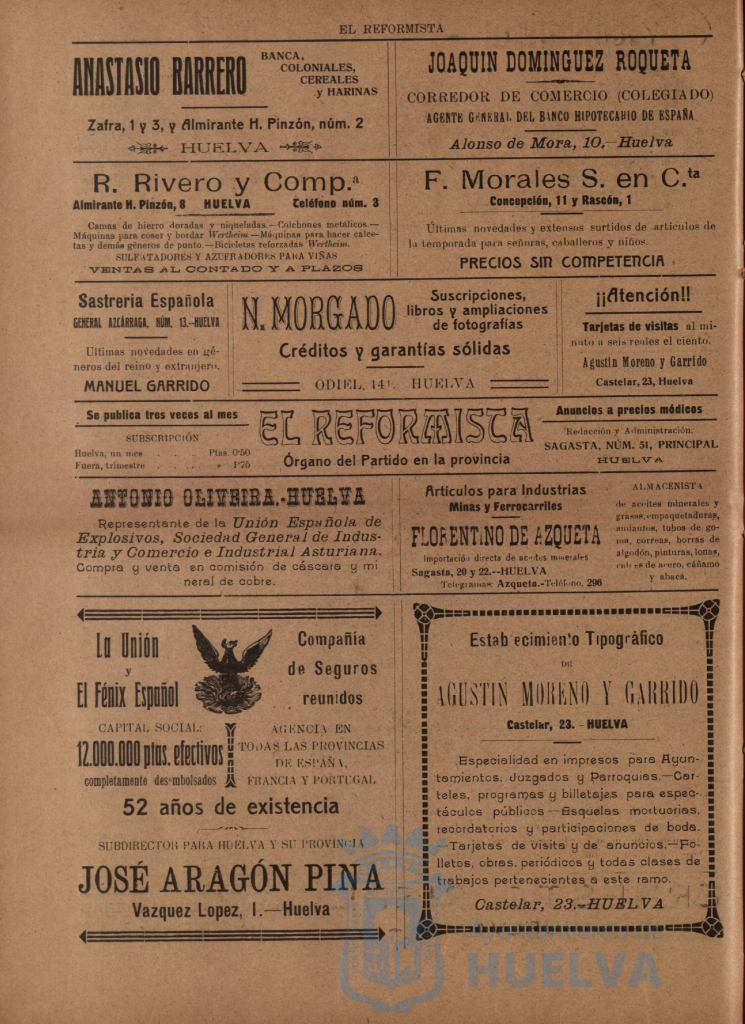 EL REFORMISTA
ANASTASIO BARRERO
BANCA,
COLONIALES,
CEREALES
y HARINAS
Zafra, 1 y 3, y Almirante H. Pinzón, núm. 2
HUELVA
JOAQUIN DOMINGUEZ ROQUETA
CORREDOR DE COMERCIO (COLEGIADO)
AGENTE GENERAL DEL BANCO HIPOTECARIO DE ESPAÑA
Alonso de Mora, 10.-Huelva
R. Rivero y Comp.ª
Almirante H. Pinzón, 8 HUELVA Teléfono núm. 3
Camas de hierro doradas y niqueladas.—Colchones metálicos.—
Máquinas para coser y bordar Wertheim.—Máquinas para hacer calce-
tas y demás géneros de punto.—Bicicletas reforzadas Wertheim.
SULFATADORES Y AZUFRADORES PARA VIÑAS
VENTAS AL CONTADO Y A PLAZOS
F. Morales S. en C.ta
Concepción, 11 y Rascón, 1
Últimas novedades y extensos surtidos de artículos de
la temporada para señoras, caballeros y niños.
PRECIOS SIN COMPETENCIA
Sastreria Española
GENERAL AZCÁRRAGA, NÚM. 13.-HUELVA
Ultimas novedades en gé-
neros del reino y extranjero.
MANUEL GARRIDO
N. MORGADO
Suscripciones,
libros y ampliaciones
de fotografías
Créditos y garantías sólidas
ODIEL, 141. HUELVA
¡¡Atención!!
Tarjetas de visitas al mi-
nuto a seis reales el ciento.
Agustin Moreno y Garrido
Castelar, 23, Huelva
Se publica tres veces al mes
SUBSCRIPCIÓN
Huelva, un mes . . . Ptas. 0'50
Fuera, trimestre . . . » 1'75
EL REFORMISTA
Órgano del Partido en la provincia
Anuncios a precios módicos
Redacción y Administración:
SAGASTA, NÚM. 51, PRINCIPAL
HUELVA
ANTONIO OLIVEIRA.-HUELVA
Representante de la Unión Española de
Explosivos, Sociedad General de Indus-
tria y Comercio e Industrial Asturiana.
Compra y venta en comisión de cáscara y mi
neral de cobre.
Artículos para Industrias
Minas y Ferrocarriles
FLORENTINO DE AZQUETA
Importación directa de aceites minerales
Sagasta, 20 y 22.--HUELVA
Telegramas: Azqueta.-Teléfono, 296
ALMACENISTA
de aceites minerales y
grasas, empaquetaduras,
amiantos, tubos de go-
ma, correas, borras de
algodón, pinturas, lonas,
cables de acero, cáñamo
y abacá.
La Unión
y
El Fénix Español
Compañía
de Seguros
reunidos
CAPITAL SOCIAL:
12.000.000 ptas. efectivos
completamente desembolsados
AGENCIA EN
TODAS LAS PROVINCIAS
DE ESPAÑA,
FRANCIA Y PORTUGAL
52 años de existencia
SUBDIRECTOR PARA HUELVA Y SU PROVINCIA
JOSÉ ARAGÓN PINA
Vazquez Lopez, 1.—Huelva
Estab ecimiento Tipográfico
DE
AGUSTIN MORENO Y GARRIDO
Castelar, 23. - HUELVA
Especialidad en impresos para Ayun-
tamientos, Juzgados y Parroquias.—Car-
teles, programas y billetajes para espec-
táculos públicos—Esquelas mortuorias,
recordatorios y participaciones de boda.
—Tarjetas de visita y de anuncios.—Fo-
lletos, obras, periódicos y todas clases de
trabajos pertenecientes a este ramo.
Castelar, 23.-HUELVA
HUELVA